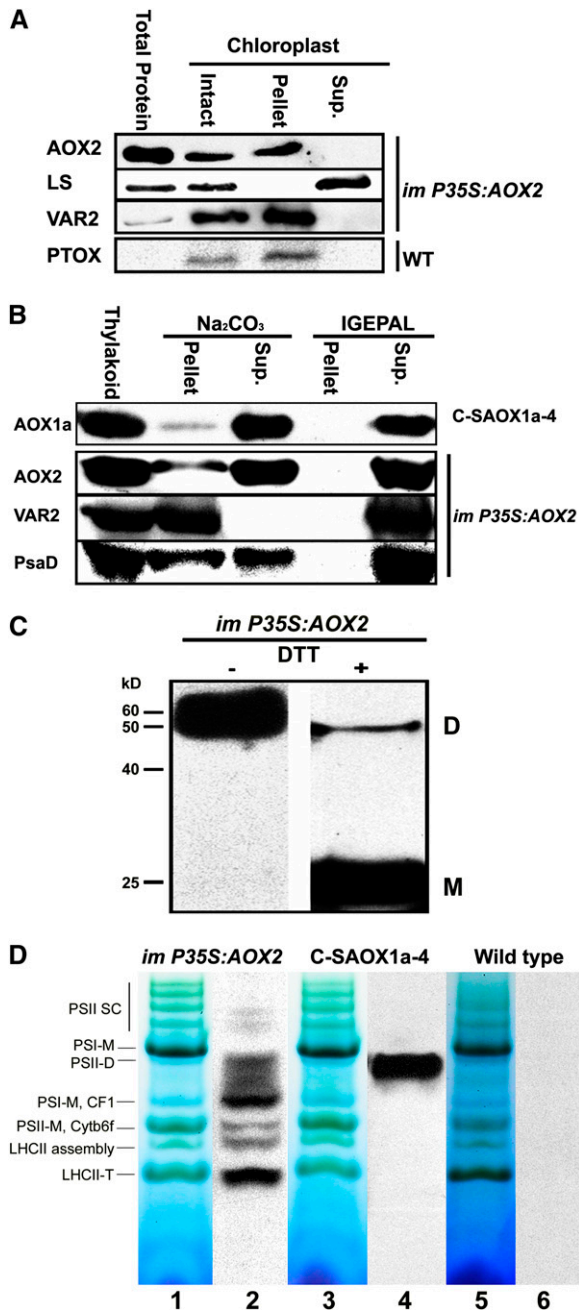 A
Total Protein
Chloroplast
Intact
Pellet
Sup.
AOX2
LS
VAR2
im P35S:AOX2
PTOX
WT
B
Thylakoid
Na₂CO₃
IGEPAL
Pellet
Sup.
Pellet
Sup.
AOX1a
C-SAOX1a-4
AOX2
VAR2
PsaD
im P35S:AOX2
C
im P35S:AOX2
DTT
- +
kD
60
50
D
40
25
M
D
im P35S:AOX2 C-SAOX1a-4 Wild type
PSII SC
PSI-M
PSII-D
PSI-M, CF1
PSII-M, Cytb6f
LHCII assembly
LHCII-T
1 2 3 4 5 6